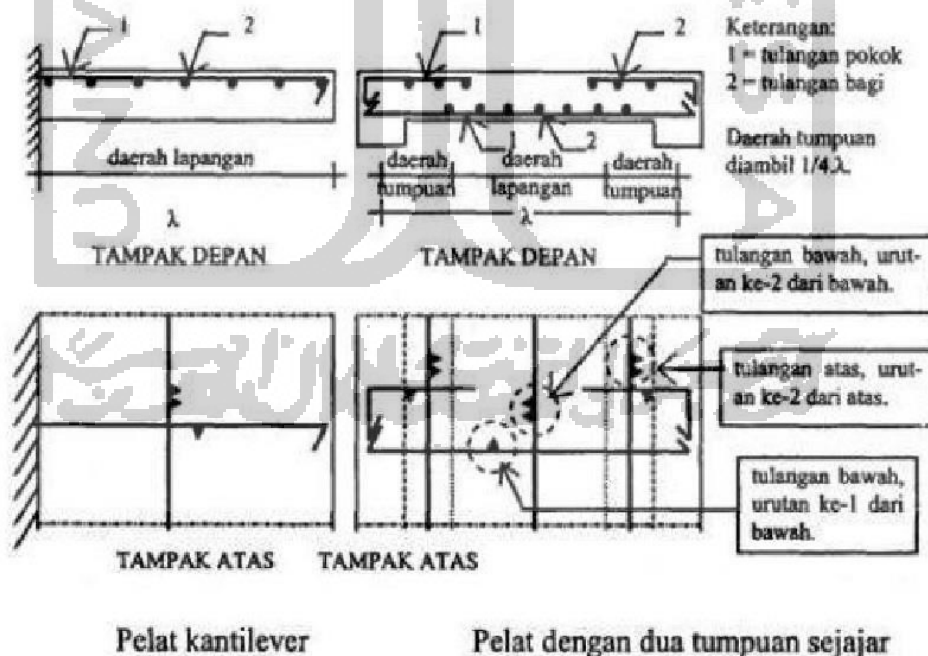 1
2
1
2
Keterangan:
1 = tulangan pokok
2 = tulangan bagi
Daerah tumpuan
diambil 1/4λ.
1
2
daerah lapangan
daerah
tumpuan
daerah
lapangan
daerah
tumpuan
λ
λ
TAMPAK DEPAN
TAMPAK DEPAN
tulangan bawah, urut-
an ke-2 dari bawah.
tulangan atas, urut-
an ke-2 dari atas.
tulangan bawah,
urutan ke-1 dari
bawah.
TAMPAK ATAS
TAMPAK ATAS
Pelat kantilever
Pelat dengan dua tumpuan sejajar